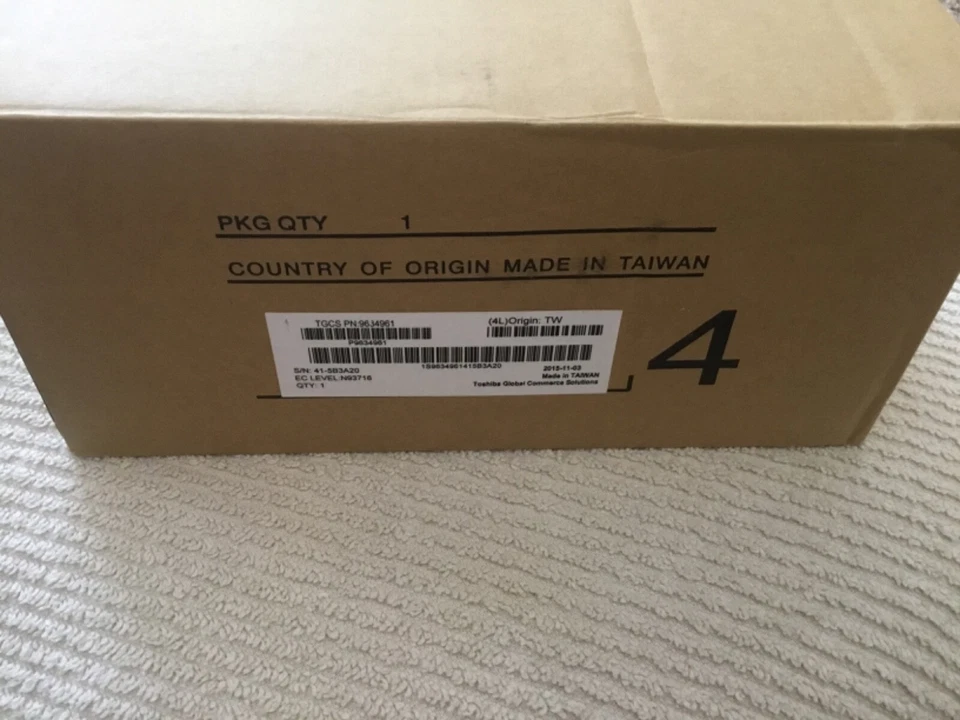 PKG QTY 1
COUNTRY OF ORIGIN MADE IN TAIWAN
TGCS PN:9634961
(4L)Origin: TW
P9634961
1S9634961415B3A20
S/N: 41-5B3A20
2015-11-03
EC LEVEL:N93716
Made in TAIWAN
QTY: 1
Toshiba Global Commerce Solutions
4